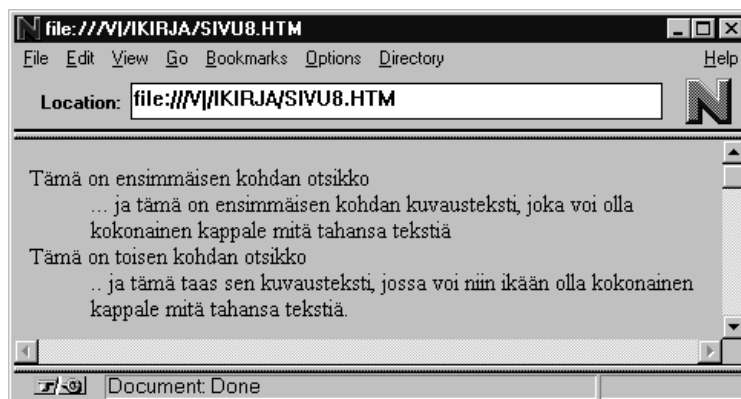 N file:///V|/IKIRJA/SIVU8.HTM
File Edit View Go Bookmarks Options Directory Help
Location: file:///V|/IKIRJA/SIVU8.HTM
N
Tämä on ensimmäisen kohdan otsikko
... ja tämä on ensimmäisen kohdan kuvausteksti, joka voi olla
kokonainen kappale mitä tahansa tekstiä
Tämä on toisen kohdan otsikko
.. ja tämä taas sen kuvausteksti, jossa voi niin ikään olla kokonainen
kappale mitä tahansa tekstiä.
Document: Done